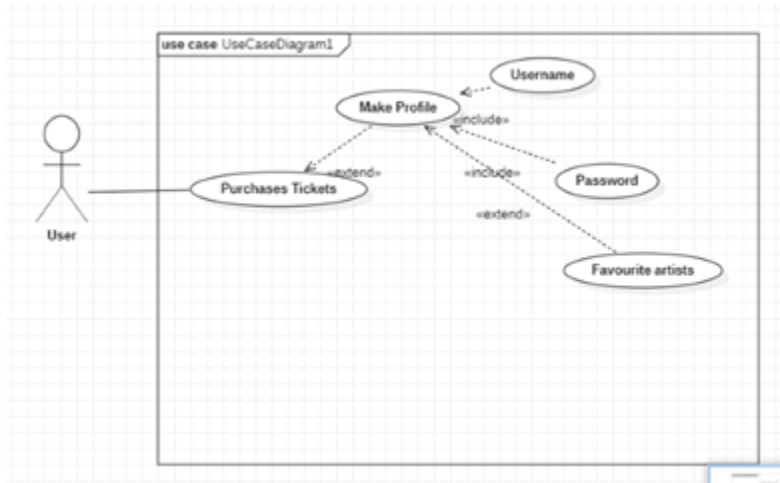 use case UseCaseDiagram1
Username
Make Profile
«include»
«extend»
«include»
Password
Purchases Tickets
«extend»
User
Favourite artists